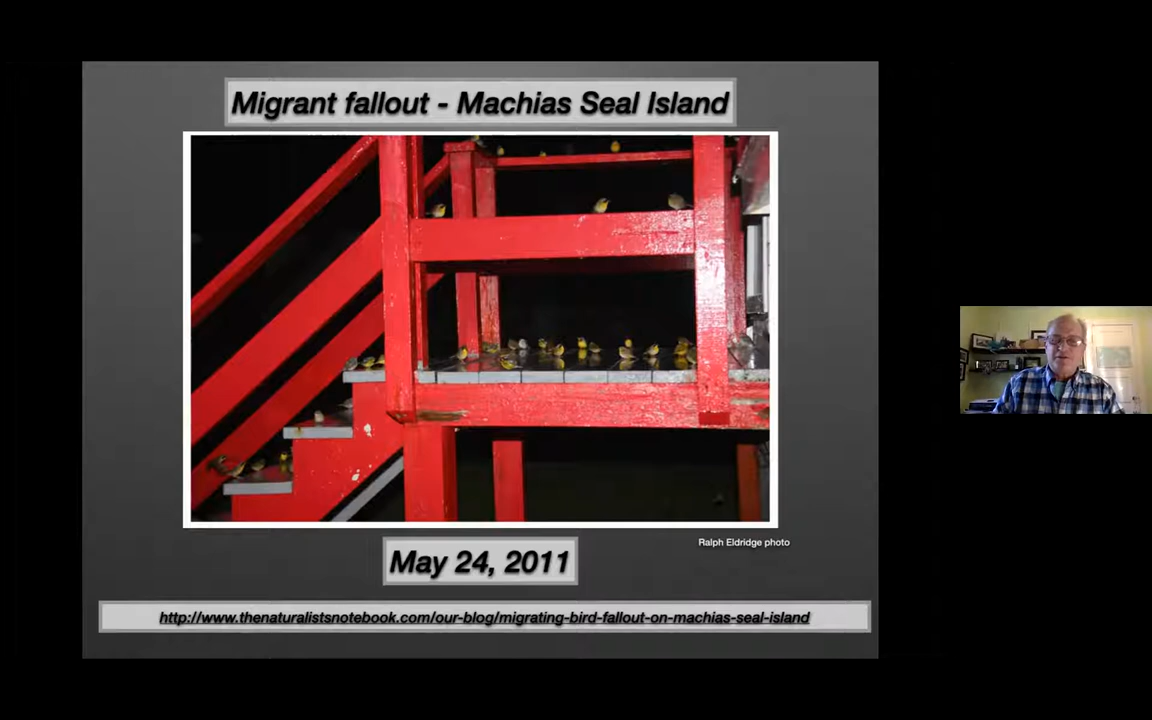 Migrant fallout - Machias Seal Island
Ralph Eldridge photo
May 24, 2011
http://www.thenaturalistsnotebook.com/our-blog/migrating-bird-fallout-on-machias-seal-island